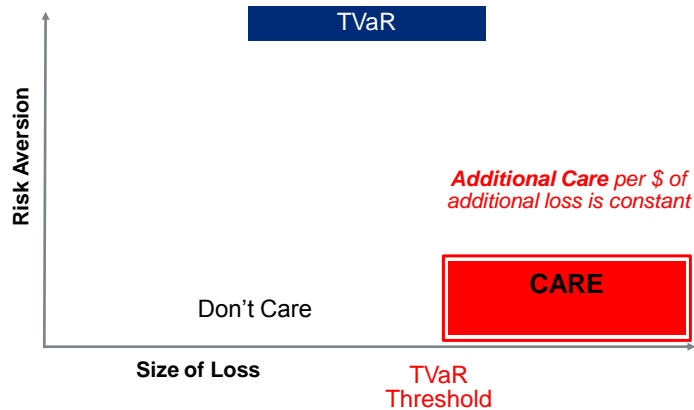 TVaR
Risk Aversion
Additional Care per $ of
additional loss is constant
CARE
Don’t Care
Size of Loss
TVaR
Threshold